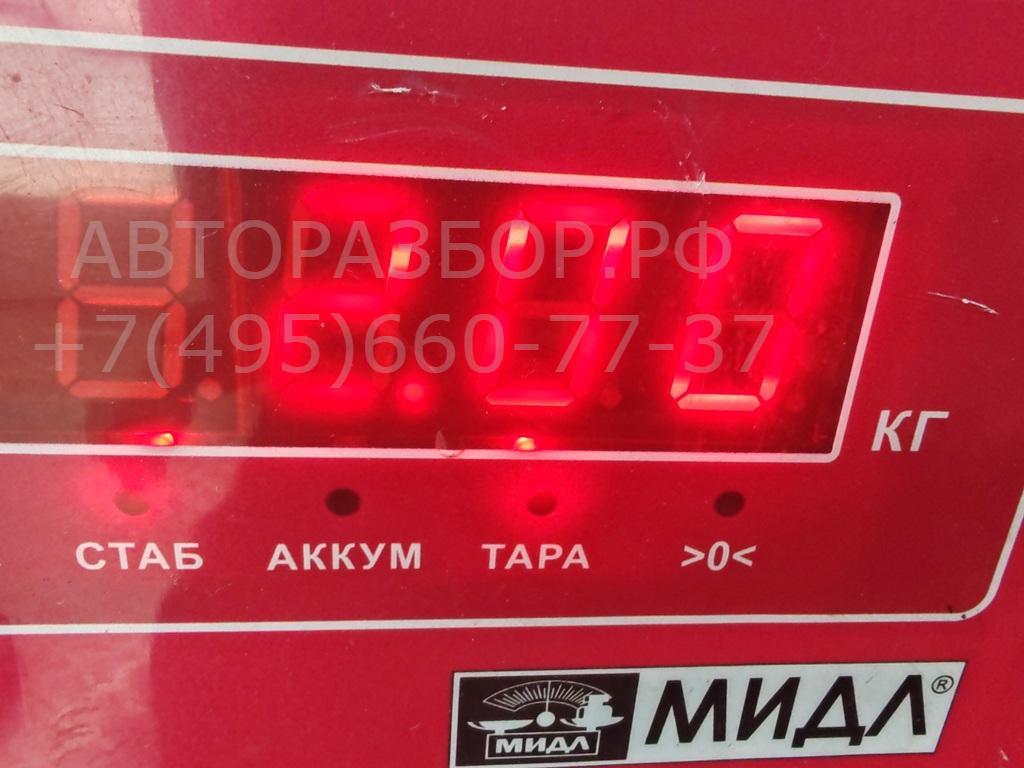 АВТОРАЗБОР.РФ
+7(495)660-77-37
КГ
СТАБ АККУМ ТАРА >0<
МИДЛ МИДЛ®